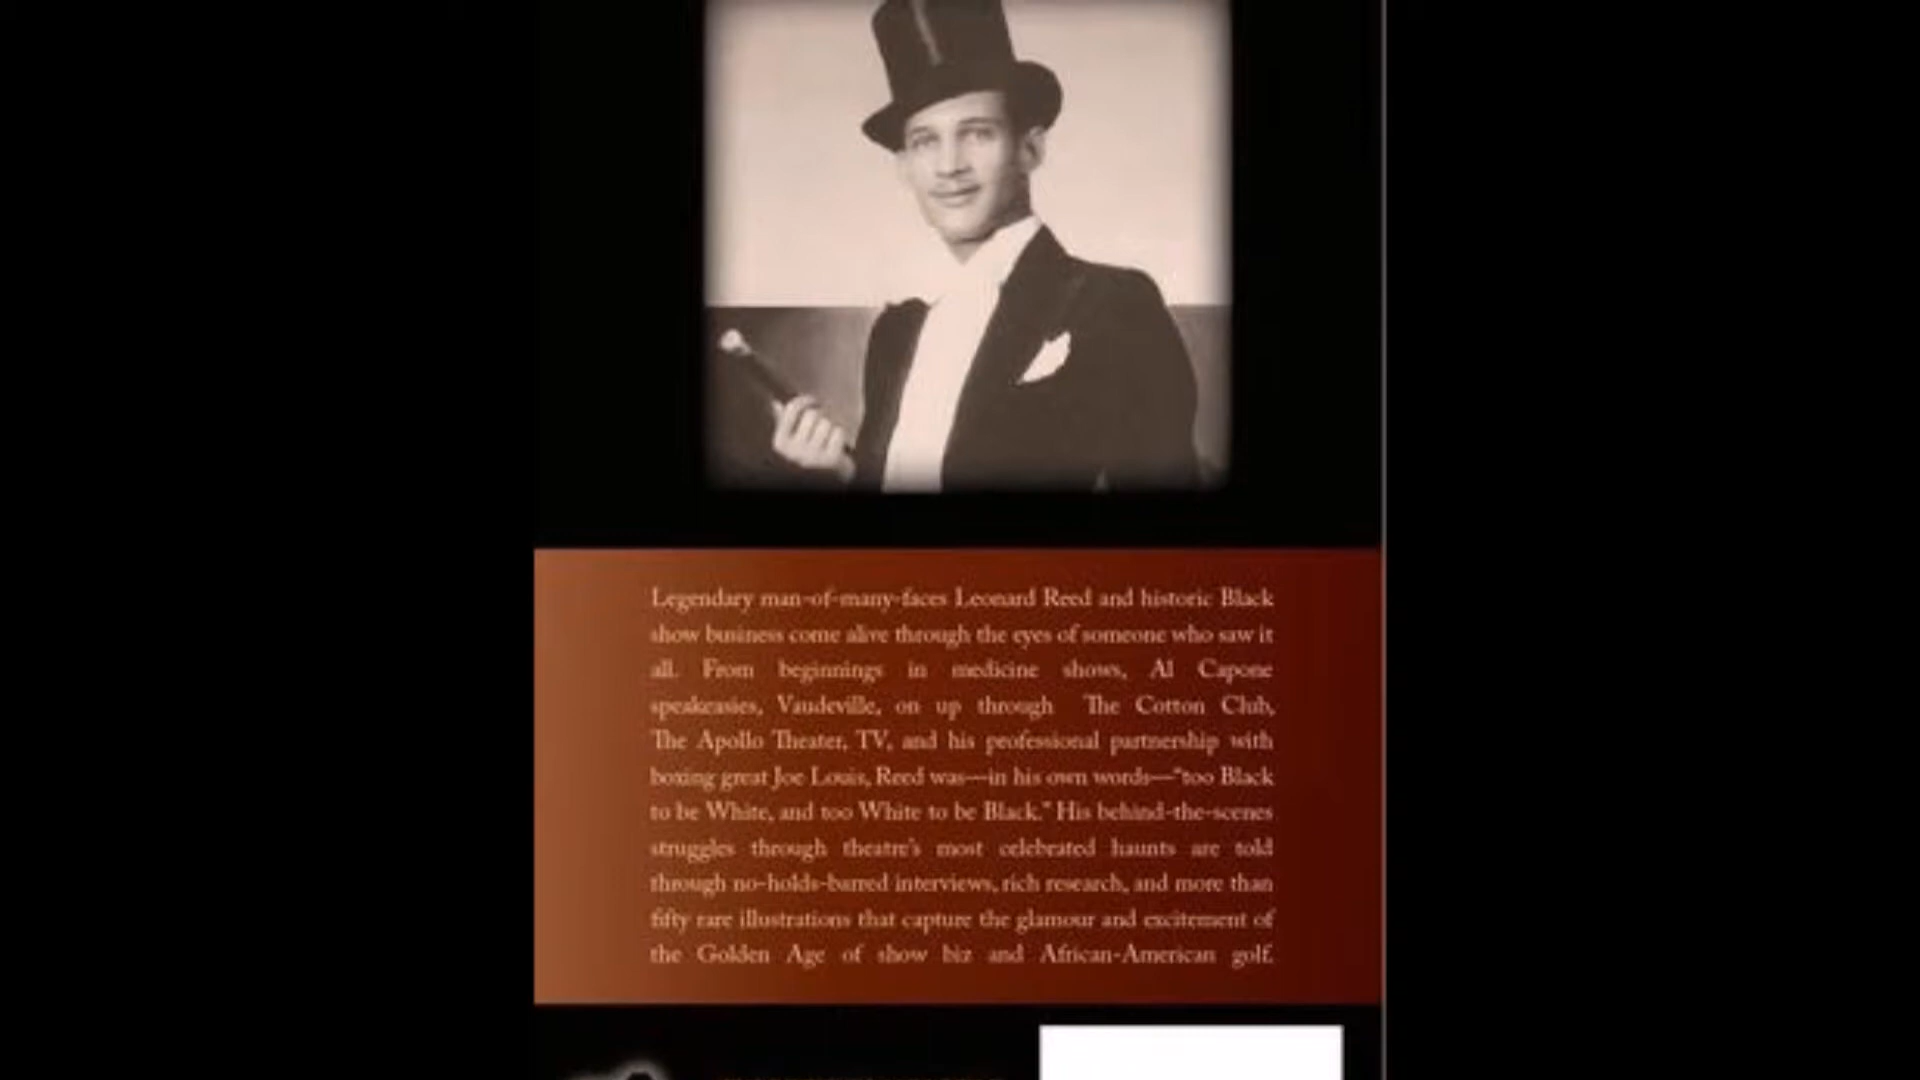 Legendary man-of-many-faces Leonard Reed and historic Black
show business come alive through the eyes of someone who saw it
all. From beginnings in medicine shows, Al Capone
speakeasies, Vaudeville, on up through The Cotton Club,
The Apollo Theater, TV, and his professional partnership with
boxing great Joe Louis, Reed was—in his own words—“too Black
to be White, and too White to be Black.” His behind-the-scenes
struggles through theatre’s most celebrated haunts are told
through no-holds-barred interviews, rich research, and more than
fifty rare illustrations that capture the glamour and excitement of
the Golden Age of show biz and African-American golf.